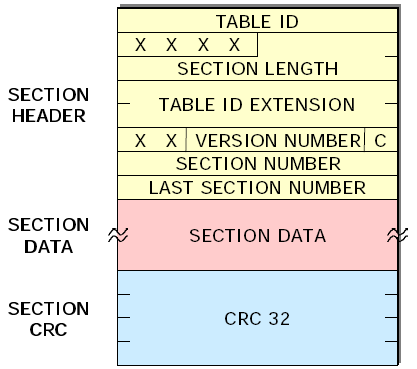 TABLE ID
X X X X
SECTION LENGTH
SECTION HEADER
TABLE ID EXTENSION
X X VERSION NUMBER C
SECTION NUMBER
LAST SECTION NUMBER
SECTION DATA
SECTION DATA
SECTION CRC
CRC 32